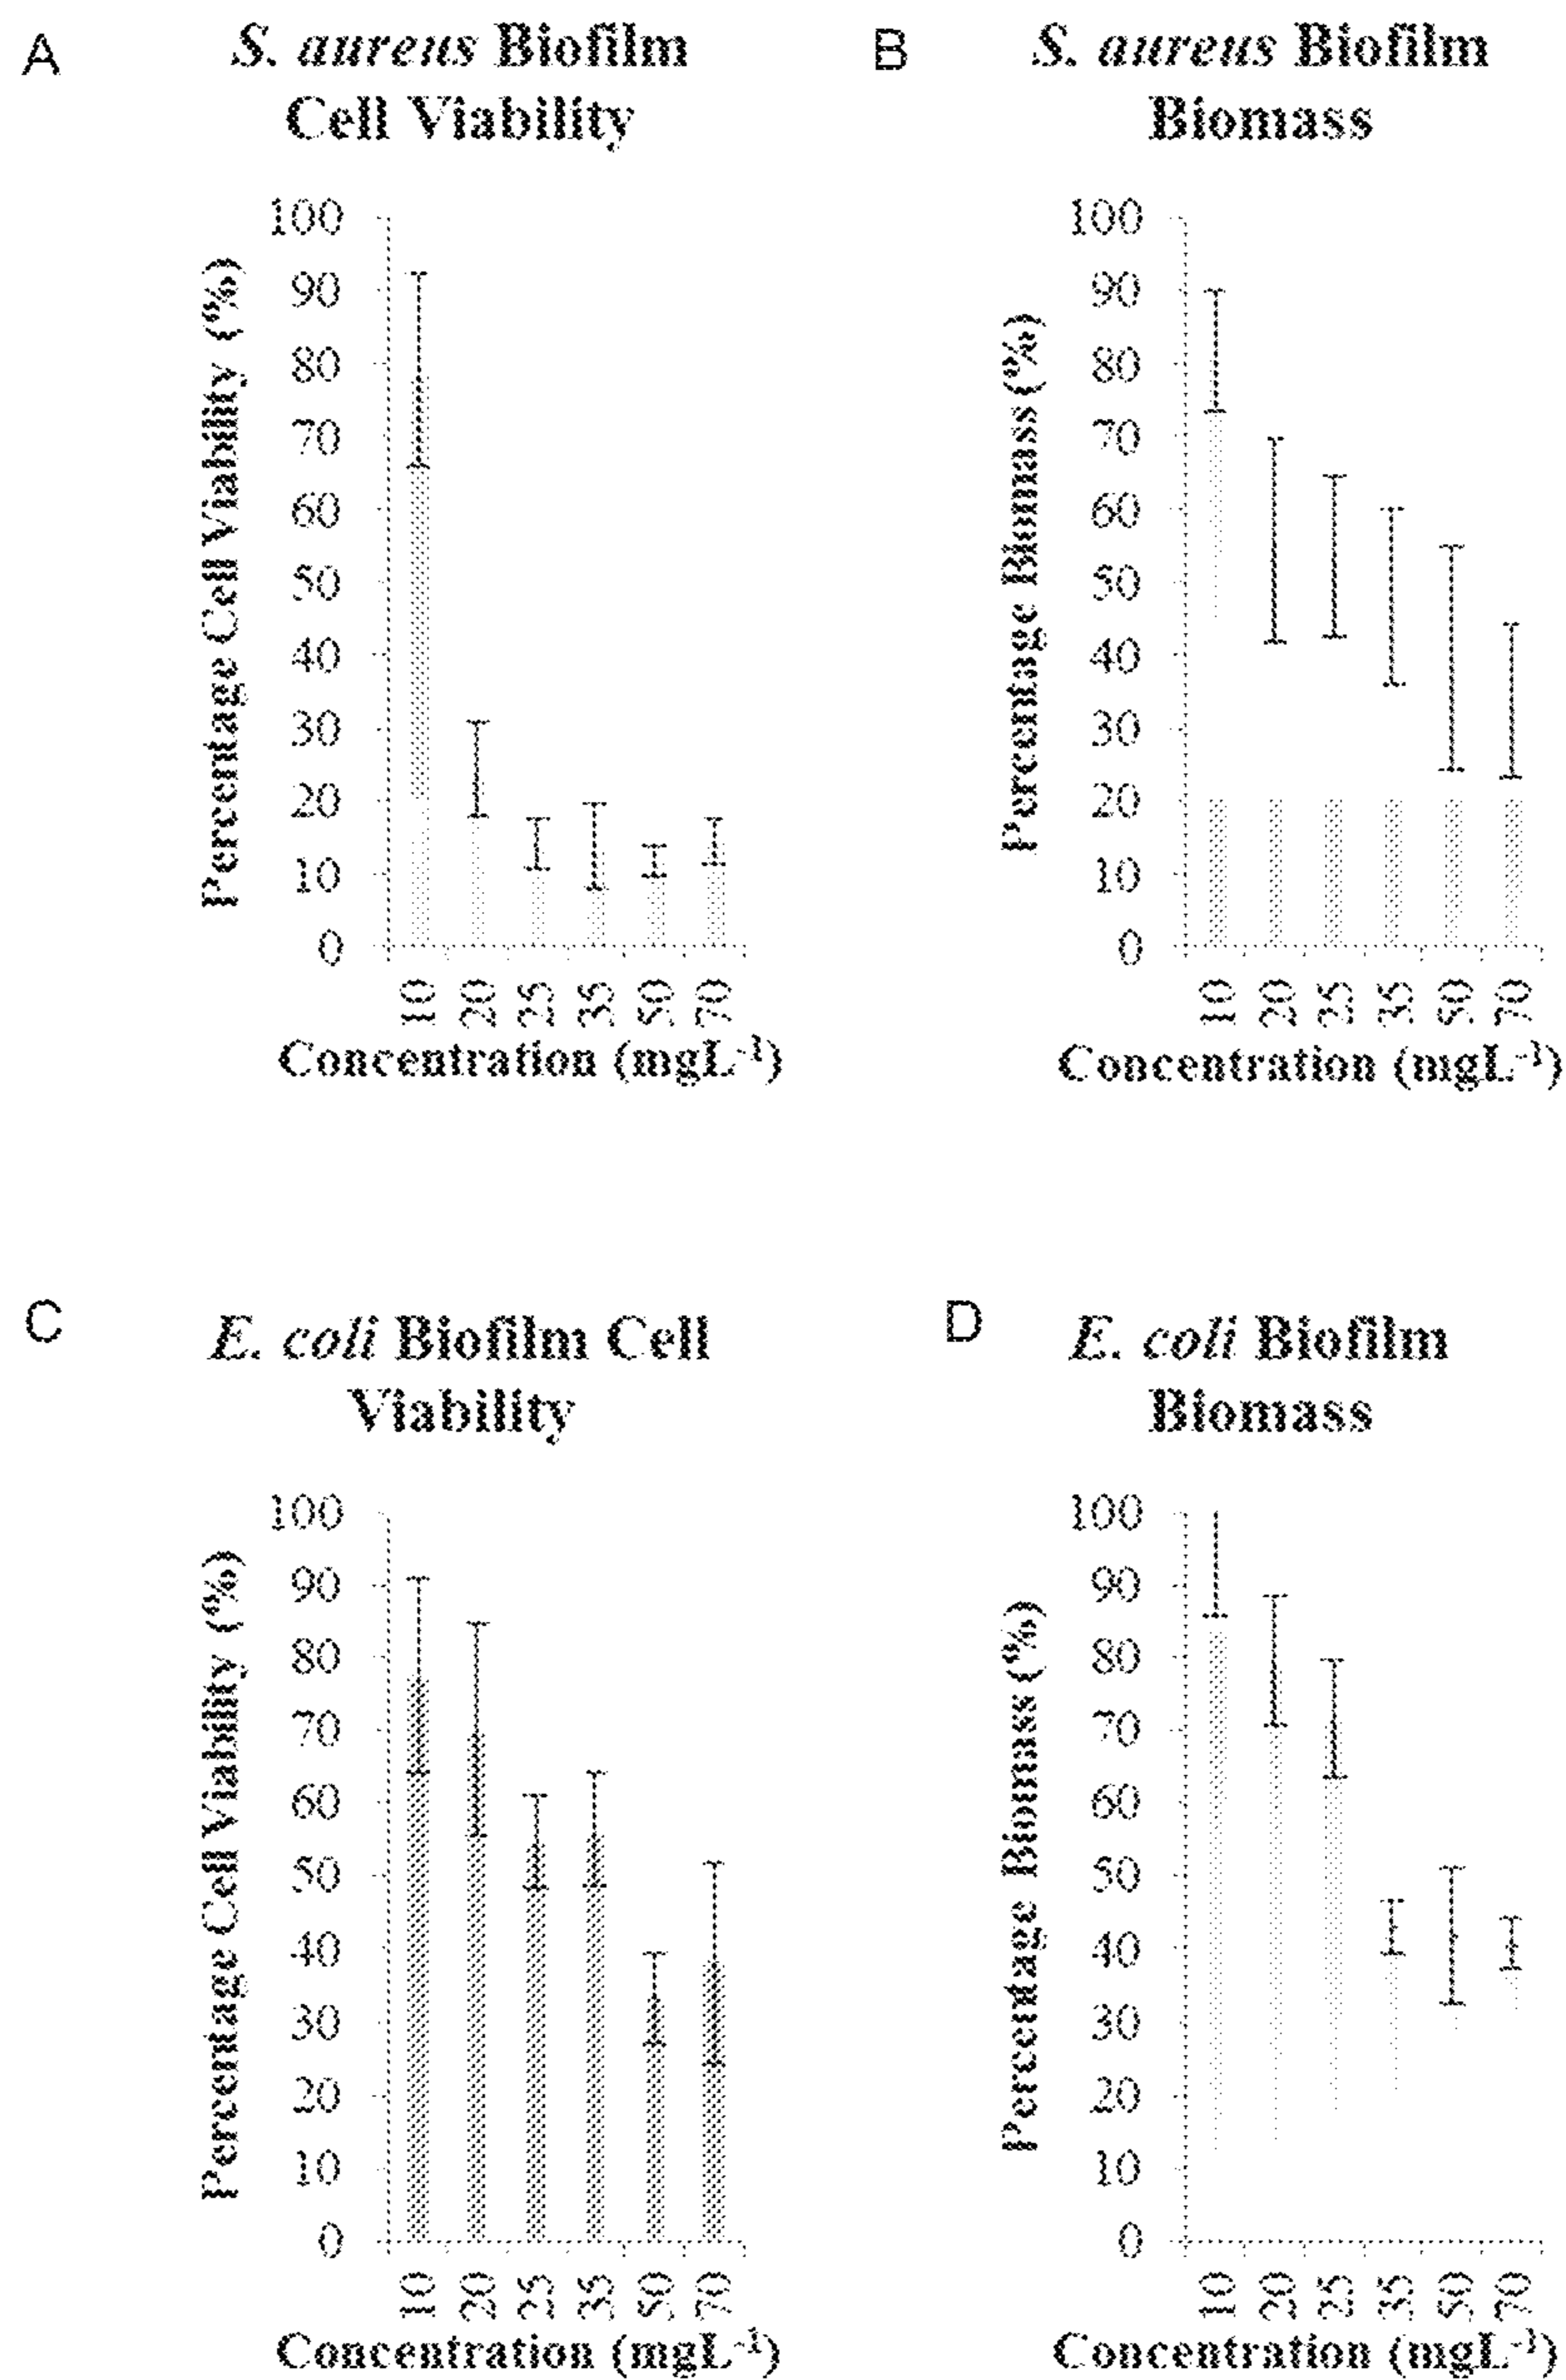 A
S. aureus Biofilm
Cell Viability
Percentage Cell Viability (%)
100
90
80
70
60
50
40
30
20
10
0
10 20 25 35 50 70
Concentration (mgL-1)
B
S. aureus Biofilm
Biomass
Percentage Biomass (%)
100
90
80
70
60
50
40
30
20
10
0
10 20 25 35 50 70
Concentration (mgL-1)
C
E. coli Biofilm Cell
Viability
Percentage Cell Viability (%)
100
90
80
70
60
50
40
30
20
10
0
10 20 25 35 50 70
Concentration (mgL-1)
D
E. coli Biofilm
Biomass
Percentage Biomass (%)
100
90
80
70
60
50
40
30
20
10
0
10 20 25 35 50 70
Concentration (mgL-1)